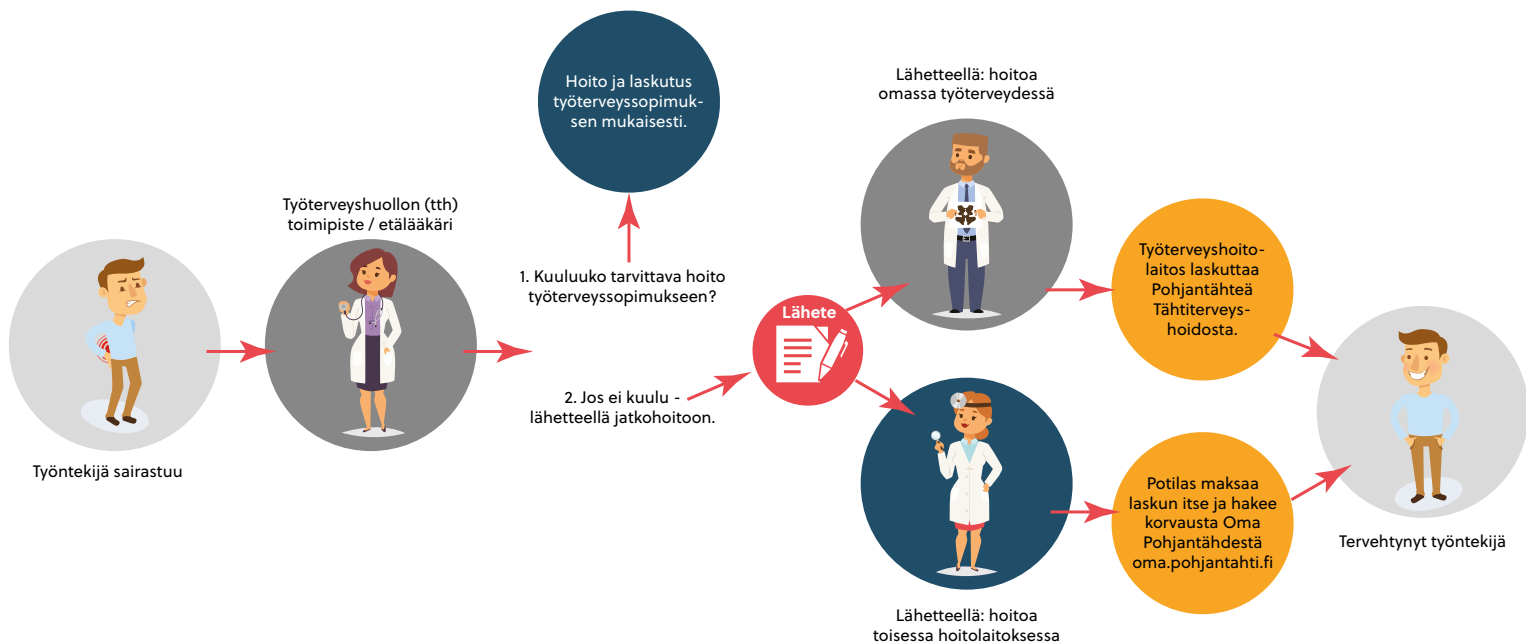 Työntekijä sairastuu
Työterveyshuollon (tth)
toimipiste / etälääkäri
Hoito ja laskutus
työterveyssopimuk-
sen mukaisesti.
1. Kuuluuko tarvittava hoito
työterveyssopimukseen?
2. Jos ei kuulu -
lähetteellä jatkohoitoon.
Lähete
Lähetteellä: hoitoa
omassa työterveydessä
Työterveyshoito-
laitos laskuttaa
Pohjantähteä
Tähtiterveys-
hoidosta.
Lähetteellä: hoitoa
toisessa hoitolaitoksessa
Potilas maksaa
laskun itse ja hakee
korvausta Oma
Pohjantähdestä
oma.pohjantahti.fi
Tervehtynyt työntekijä